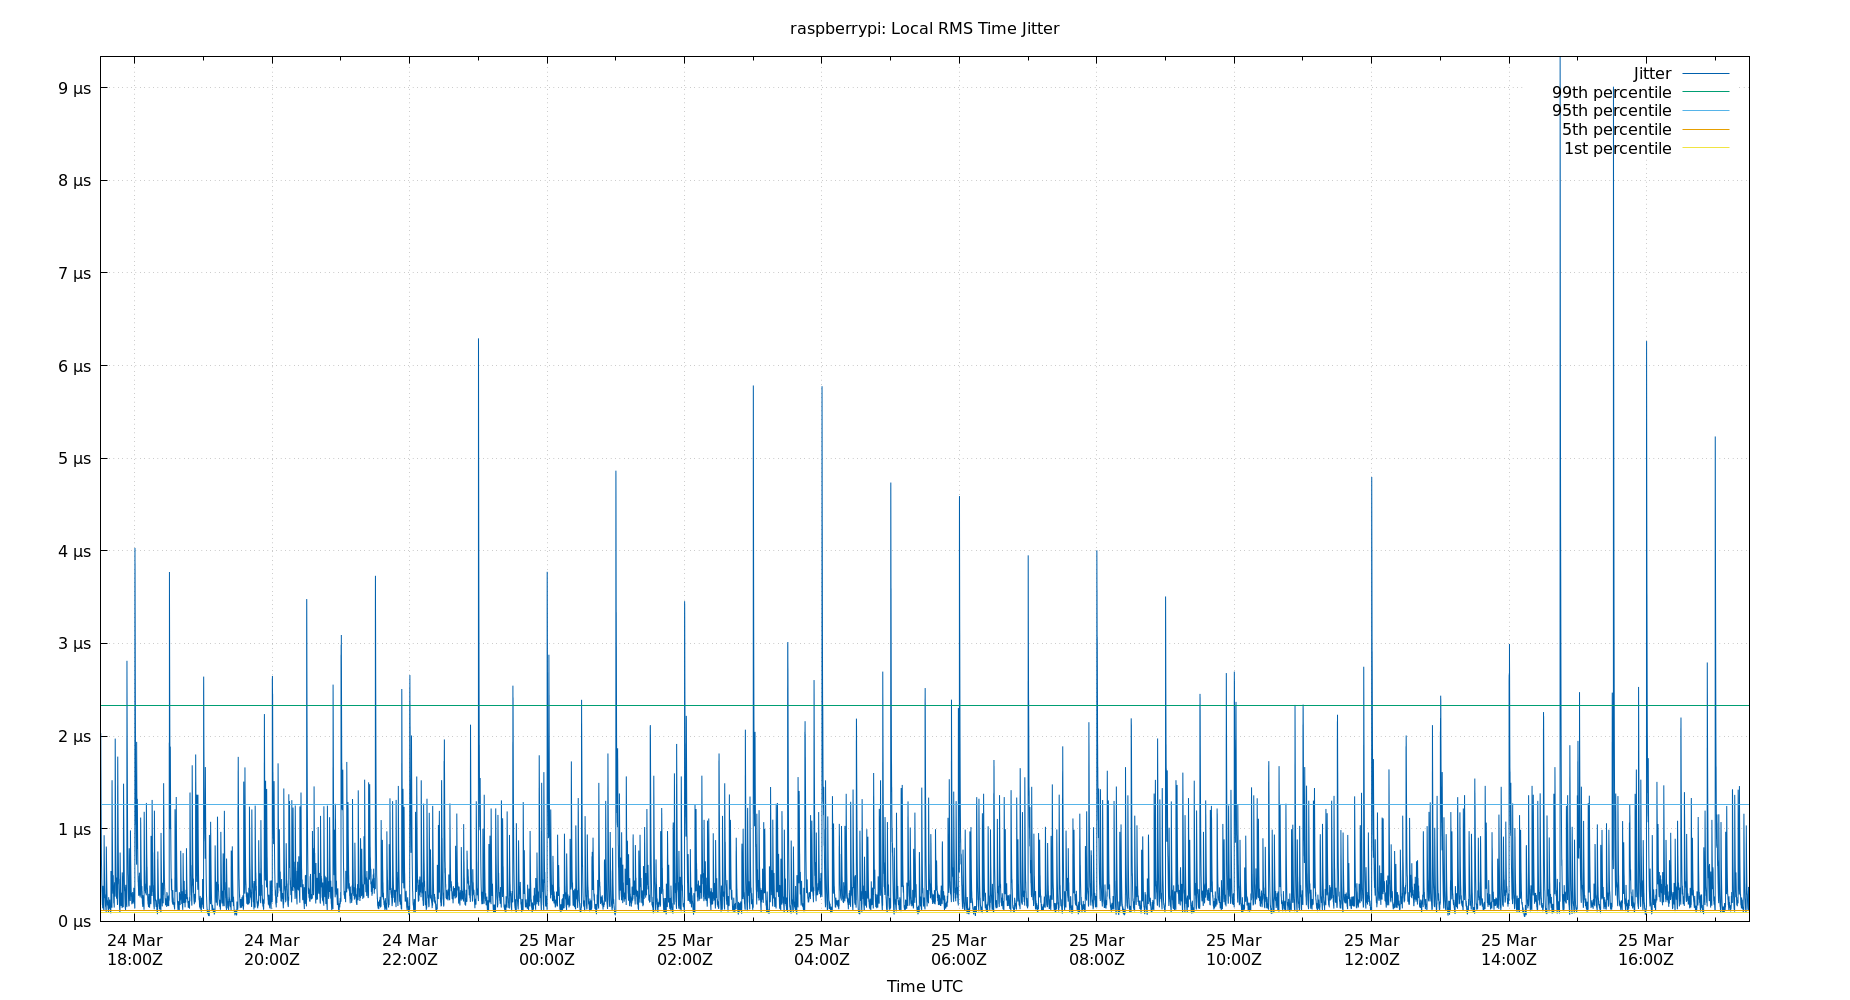 raspberrypi: Local RMS Time Jitter
Jitter
99th percentile
95th percentile
5th percentile
1st percentile
9 µs
8 µs
7 µs
6 µs
5 µs
4 µs
3 µs
2 µs
1 µs
0 µs
24 Mar 24 Mar 24 Mar 25 Mar 25 Mar 25 Mar 25 Mar 25 Mar 25 Mar 25 Mar 25 Mar 25 Mar
18:00Z 20:00Z 22:00Z 00:00Z 02:00Z 04:00Z 06:00Z 08:00Z 10:00Z 12:00Z 14:00Z 16:00Z
Time UTC